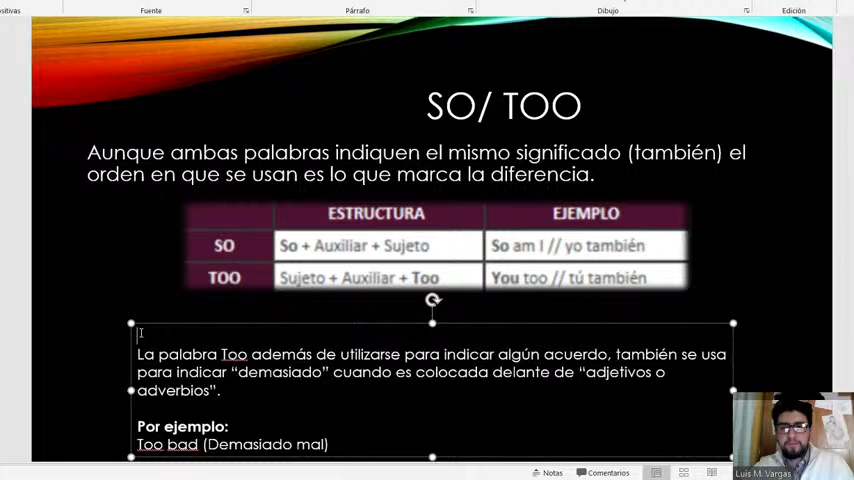 Fuente Párrafo Dibujo Edición
SO/ TOO
Aunque ambas palabras indiquen el mismo significado (también) el
orden en que se usan es lo que marca la diferencia.
ESTRUCTURA EJEMPLO
SO So + Auxiliar + Sujeto So am I // yo también
TOO Sujeto + Auxiliar + Too You too // tú también
La palabra Too además de utilizarse para indicar algún acuerdo, también se usa
para indicar “demasiado” cuando es colocada delante de “adjetivos o
adverbios”.
Por ejemplo:
Too bad (Demasiado mal)
Notas Comentarios
Luis M. Vargas